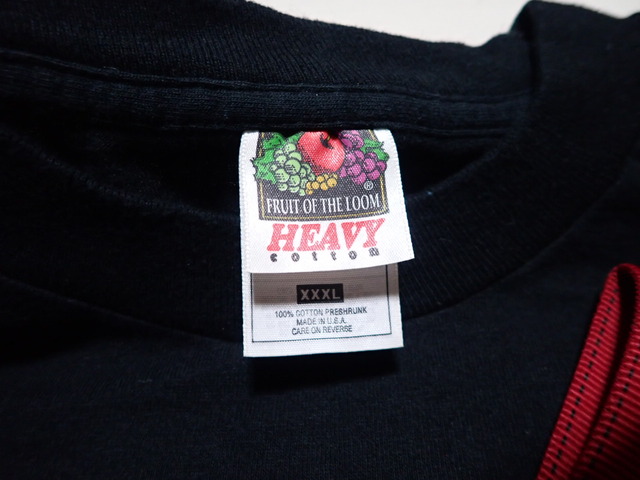 ®
FRUIT OF THE LOOM
HEAVY
COTTON
XXXL
100% COTTON PRESHRUNK
MADE IN U.S.A.
CARE ON REVERSE